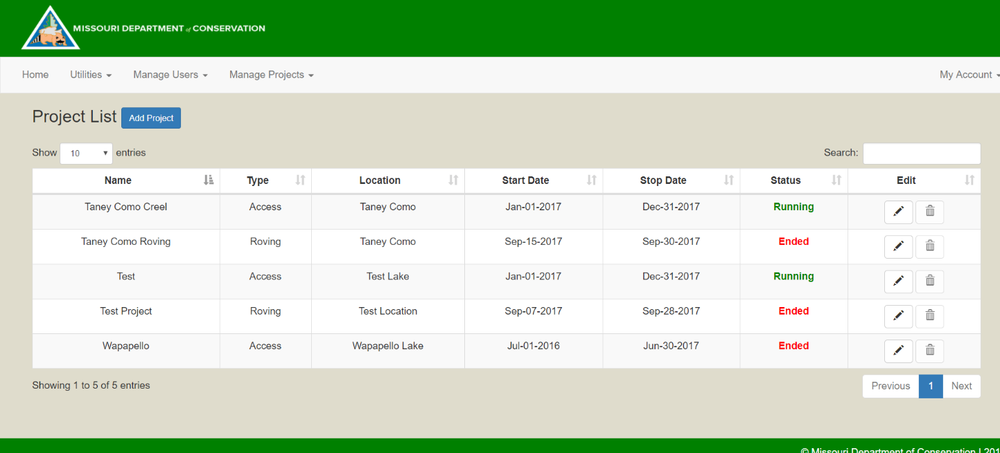 MISSOURI DEPARTMENT of CONSERVATION
Home Utilities Manage Users Manage Projects My Account
Project List Add Project
Show 10 entries Search:
Name Type Location Start Date Stop Date Status Edit
Taney Como Creel Access Taney Como Jan-01-2017 Dec-31-2017 Running
Taney Como Roving Roving Taney Como Sep-15-2017 Sep-30-2017 Ended
Test Access Test Lake Jan-01-2017 Dec-31-2017 Running
Test Project Roving Test Location Sep-07-2017 Sep-28-2017 Ended
Wapapello Access Wapapello Lake Jul-01-2016 Jun-30-2017 Ended
Showing 1 to 5 of 5 entries Previous 1 Next
© Missouri Department of Conservation | 201